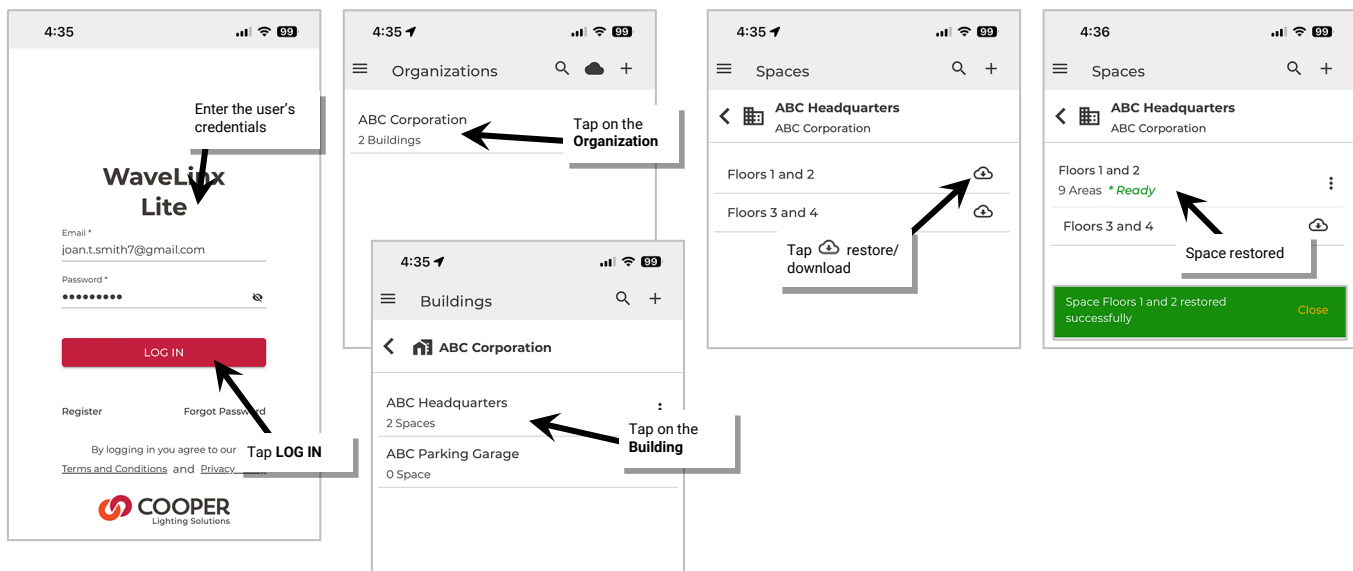 4:35
99
Enter the user's
credentials
WaveLinx
Lite
Email *
joan.t.smith7@gmail.com
Password *
•••••••••
LOG IN
Register Forgot Password
By logging in you agree to our
Tap LOG IN
Terms and Conditions and Privacy
COOPER
Lighting Solutions
4:35
99
Organizations
ABC Corporation
2 Buildings
Tap on the
Organization
4:35
99
Buildings
ABC Corporation
ABC Headquarters
2 Spaces
Tap on the
Building
ABC Parking Garage
0 Space
4:35
99
Spaces
ABC Headquarters
ABC Corporation
Floors 1 and 2
Floors 3 and 4
Tap restore/
download
4:36
99
Spaces
ABC Headquarters
ABC Corporation
Floors 1 and 2
9 Areas * Ready
Floors 3 and 4
Space restored
Space Floors 1 and 2 restored
successfully
Close